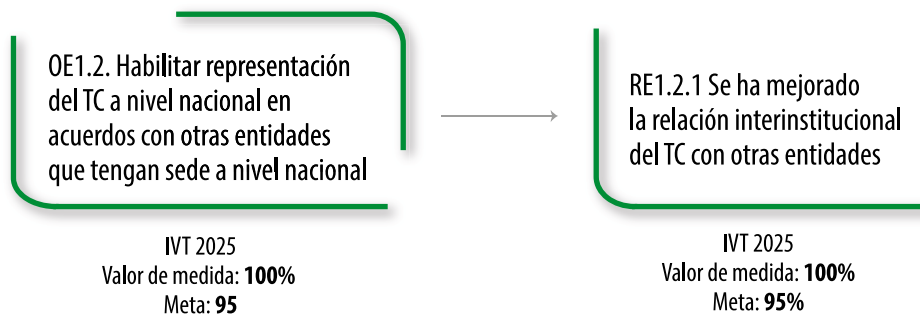 OE1.2. Habilitar representación
del TC a nivel nacional en
acuerdos con otras entidades
que tengan sede a nivel nacional
IVT 2025
Valor de medida: 100%
Meta: 95
RE1.2.1 Se ha mejorado
la relación interinstitucional
del TC con otras entidades
IVT 2025
Valor de medida: 100%
Meta: 95%